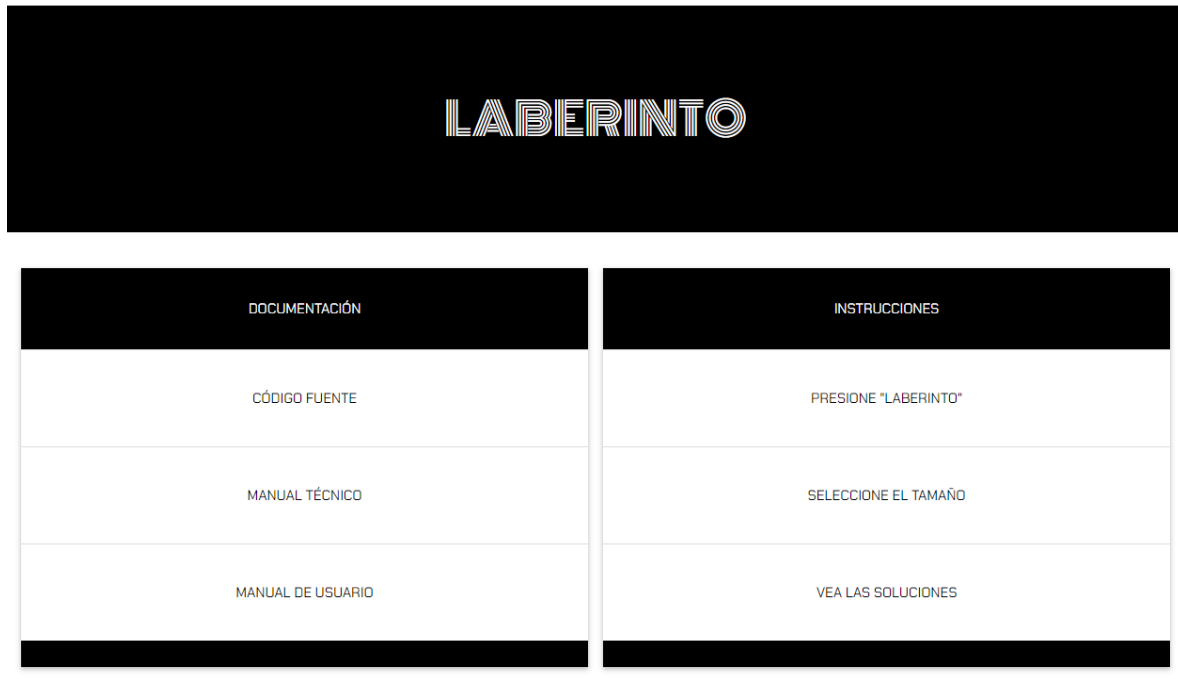 LABERINTO
DOCUMENTACIÓN
CÓDIGO FUENTE
MANUAL TÉCNICO
MANUAL DE USUARIO
INSTRUCCIONES
PRESIONE "LABERINTO"
SELECCIONE EL TAMAÑO
VEA LAS SOLUCIONES